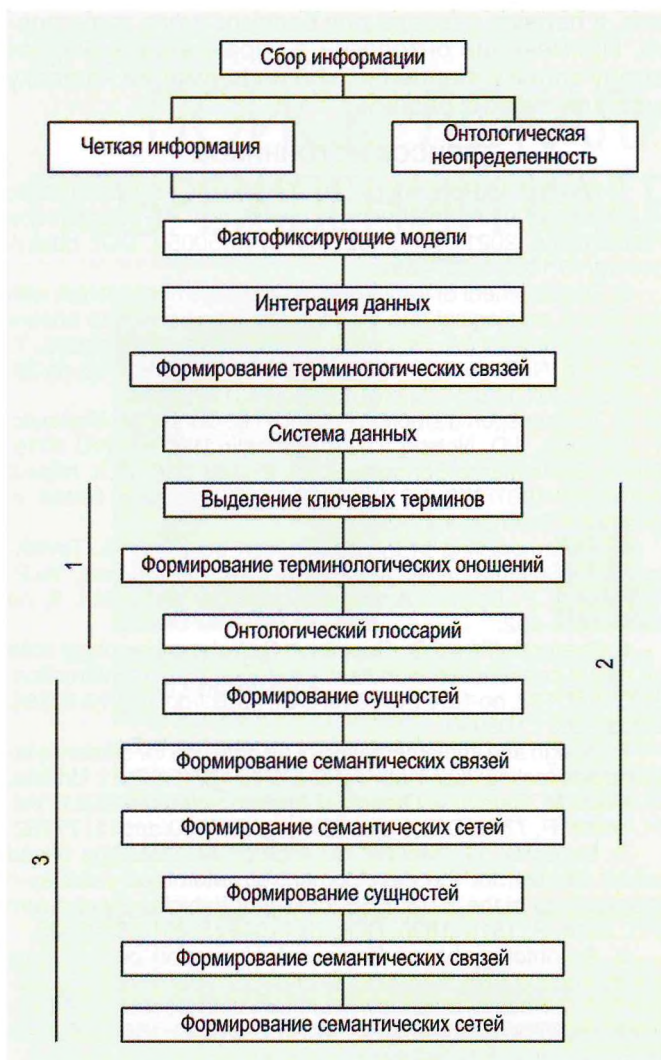 Сбор информации
Четкая информация
Онтологическая
неопределенность
Фактофиксирующие модели
Интеграция данных
Формирование терминологических связей
Система данных
Выделение ключевых терминов
1
Формирование терминологических оношений
Онтологический глоссарий
2
Формирование сущностей
Формирование семантических связей
Формирование семантических сетей
3
Формирование сущностей
Формирование семантических связей
Формирование семантических сетей